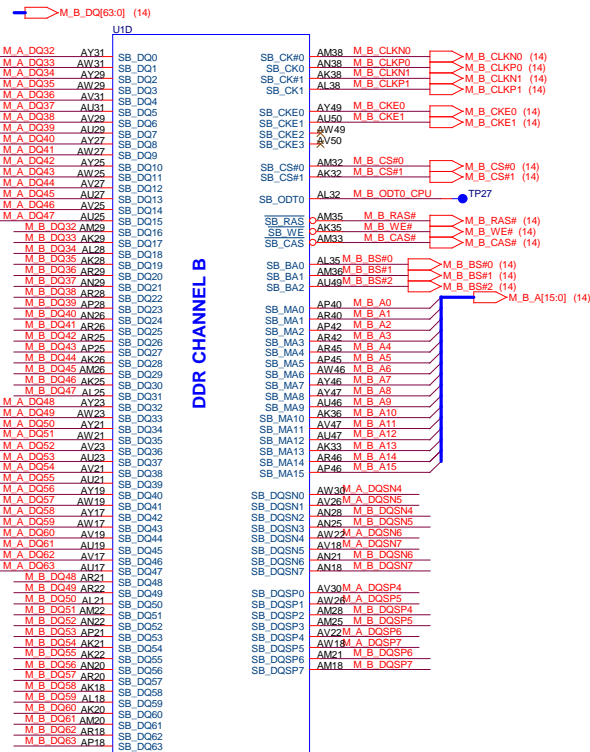 M_B_DQ[63:0] (14)
U1D
M_A_DQ32 AY31 SB_DQ0
M_A_DQ33 AW31 SB_DQ1
M_A_DQ34 AY29 SB_DQ2
M_A_DQ35 AW29 SB_DQ3
M_A_DQ36 AV31 SB_DQ4
M_A_DQ37 AU31 SB_DQ5
M_A_DQ38 AV29 SB_DQ6
M_A_DQ39 AU29 SB_DQ7
M_A_DQ40 AY27 SB_DQ8
M_A_DQ41 AW27 SB_DQ9
M_A_DQ42 AY25 SB_DQ10
M_A_DQ43 AW25 SB_DQ11
M_A_DQ44 AV27 SB_DQ12
M_A_DQ45 AU27 SB_DQ13
M_A_DQ46 AV25 SB_DQ14
M_A_DQ47 AU25 SB_DQ15
M_B_DQ32 AM29 SB_DQ16
M_B_DQ33 AK29 SB_DQ17
M_B_DQ34 AL28 SB_DQ18
M_B_DQ35 AK28 SB_DQ19
M_B_DQ36 AR29 SB_DQ20
M_B_DQ37 AN29 SB_DQ21
M_B_DQ38 AR28 SB_DQ22
M_B_DQ39 AP28 SB_DQ23
M_B_DQ40 AN26 SB_DQ24
M_B_DQ41 AR26 SB_DQ25
M_B_DQ42 AR25 SB_DQ26
M_B_DQ43 AP25 SB_DQ27
M_B_DQ44 AK26 SB_DQ28
M_B_DQ45 AM26 SB_DQ29
M_B_DQ46 AK25 SB_DQ30
M_B_DQ47 AL25 SB_DQ31
M_A_DQ48 AY23 SB_DQ32
M_A_DQ49 AW23 SB_DQ33
M_A_DQ50 AY21 SB_DQ34
M_A_DQ51 AW21 SB_DQ35
M_A_DQ52 AV23 SB_DQ36
M_A_DQ53 AU23 SB_DQ37
M_A_DQ54 AV21 SB_DQ38
M_A_DQ55 AU21 SB_DQ39
M_A_DQ56 AY19 SB_DQ40
M_A_DQ57 AW19 SB_DQ41
M_A_DQ58 AY17 SB_DQ42
M_A_DQ59 AW17 SB_DQ43
M_A_DQ60 AV19 SB_DQ44
M_A_DQ61 AU19 SB_DQ45
M_A_DQ62 AV17 SB_DQ46
M_A_DQ63 AU17 SB_DQ47
M_B_DQ48 AR21 SB_DQ48
M_B_DQ49 AR22 SB_DQ49
M_B_DQ50 AL21 SB_DQ50
M_B_DQ51 AM22 SB_DQ51
M_B_DQ52 AN22 SB_DQ52
M_B_DQ53 AP21 SB_DQ53
M_B_DQ54 AK21 SB_DQ54
M_B_DQ55 AK22 SB_DQ55
M_B_DQ56 AN20 SB_DQ56
M_B_DQ57 AR20 SB_DQ57
M_B_DQ58 AK18 SB_DQ58
M_B_DQ59 AL18 SB_DQ59
M_B_DQ60 AK20 SB_DQ60
M_B_DQ61 AM20 SB_DQ61
M_B_DQ62 AR18 SB_DQ62
M_B_DQ63 AP18 SB_DQ63
DDR CHANNEL B
SB_CK#0 AM38 M_B_CLKN0 M_B_CLKN0 (14)
SB_CK0 AN38 M_B_CLKP0 M_B_CLKP0 (14)
SB_CK#1 AK38 M_B_CLKN1 M_B_CLKN1 (14)
SB_CK1 AL38 M_B_CLKP1 M_B_CLKP1 (14)
SB_CKE0 AY49 M_B_CKE0 M_B_CKE0 (14)
SB_CKE1 AU50 M_B_CKE1 M_B_CKE1 (14)
SB_CKE2 AW49
SB_CKE3 AV50
SB_CS#0 AM32 M_B_CS#0 M_B_CS#0 (14)
SB_CS#1 AK32 M_B_CS#1 M_B_CS#1 (14)
SB_ODT0 AL32 M_B_ODT0_CPU TP27
SB_RAS AM35 M_B_RAS# M_B_RAS# (14)
SB_WE AK35 M_B_WE# M_B_WE# (14)
SB_CAS AM33 M_B_CAS# M_B_CAS# (14)
SB_BA0 AL35 M_B_BS#0 M_B_BS#0 (14)
SB_BA1 AM36 M_B_BS#1 M_B_BS#1 (14)
SB_BA2 AU49 M_B_BS#2 M_B_BS#2 (14)
M_B_A[15:0] (14)
SB_MA0 AP40 M_B_A0
SB_MA1 AR40 M_B_A1
SB_MA2 AP42 M_B_A2
SB_MA3 AR42 M_B_A3
SB_MA4 AR45 M_B_A4
SB_MA5 AP45 M_B_A5
SB_MA6 AW46 M_B_A6
SB_MA7 AY46 M_B_A7
SB_MA8 AY47 M_B_A8
SB_MA9 AU46 M_B_A9
SB_MA10 AK36 M_B_A10
SB_MA11 AV47 M_B_A11
SB_MA12 AU47 M_B_A12
SB_MA13 AK33 M_B_A13
SB_MA14 AR46 M_B_A14
SB_MA15 AP46 M_B_A15
SB_DQSN0 AW30 M_A_DQSN4
SB_DQSN1 AV26 M_A_DQSN5
SB_DQSN2 AN28 M_B_DQSN4
SB_DQSN3 AN25 M_B_DQSN5
SB_DQSN4 AW22 M_A_DQSN6
SB_DQSN5 AV18 M_A_DQSN7
SB_DQSN6 AN21 M_B_DQSN6
SB_DQSN7 AN18 M_B_DQSN7
SB_DQSP0 AV30 M_A_DQSP4
SB_DQSP1 AW26 M_A_DQSP5
SB_DQSP2 AM28 M_B_DQSP4
SB_DQSP3 AM25 M_B_DQSP5
SB_DQSP4 AV22 M_A_DQSP6
SB_DQSP5 AW18 M_A_DQSP7
SB_DQSP6 AM21 M_B_DQSP6
SB_DQSP7 AM18 M_B_DQSP7